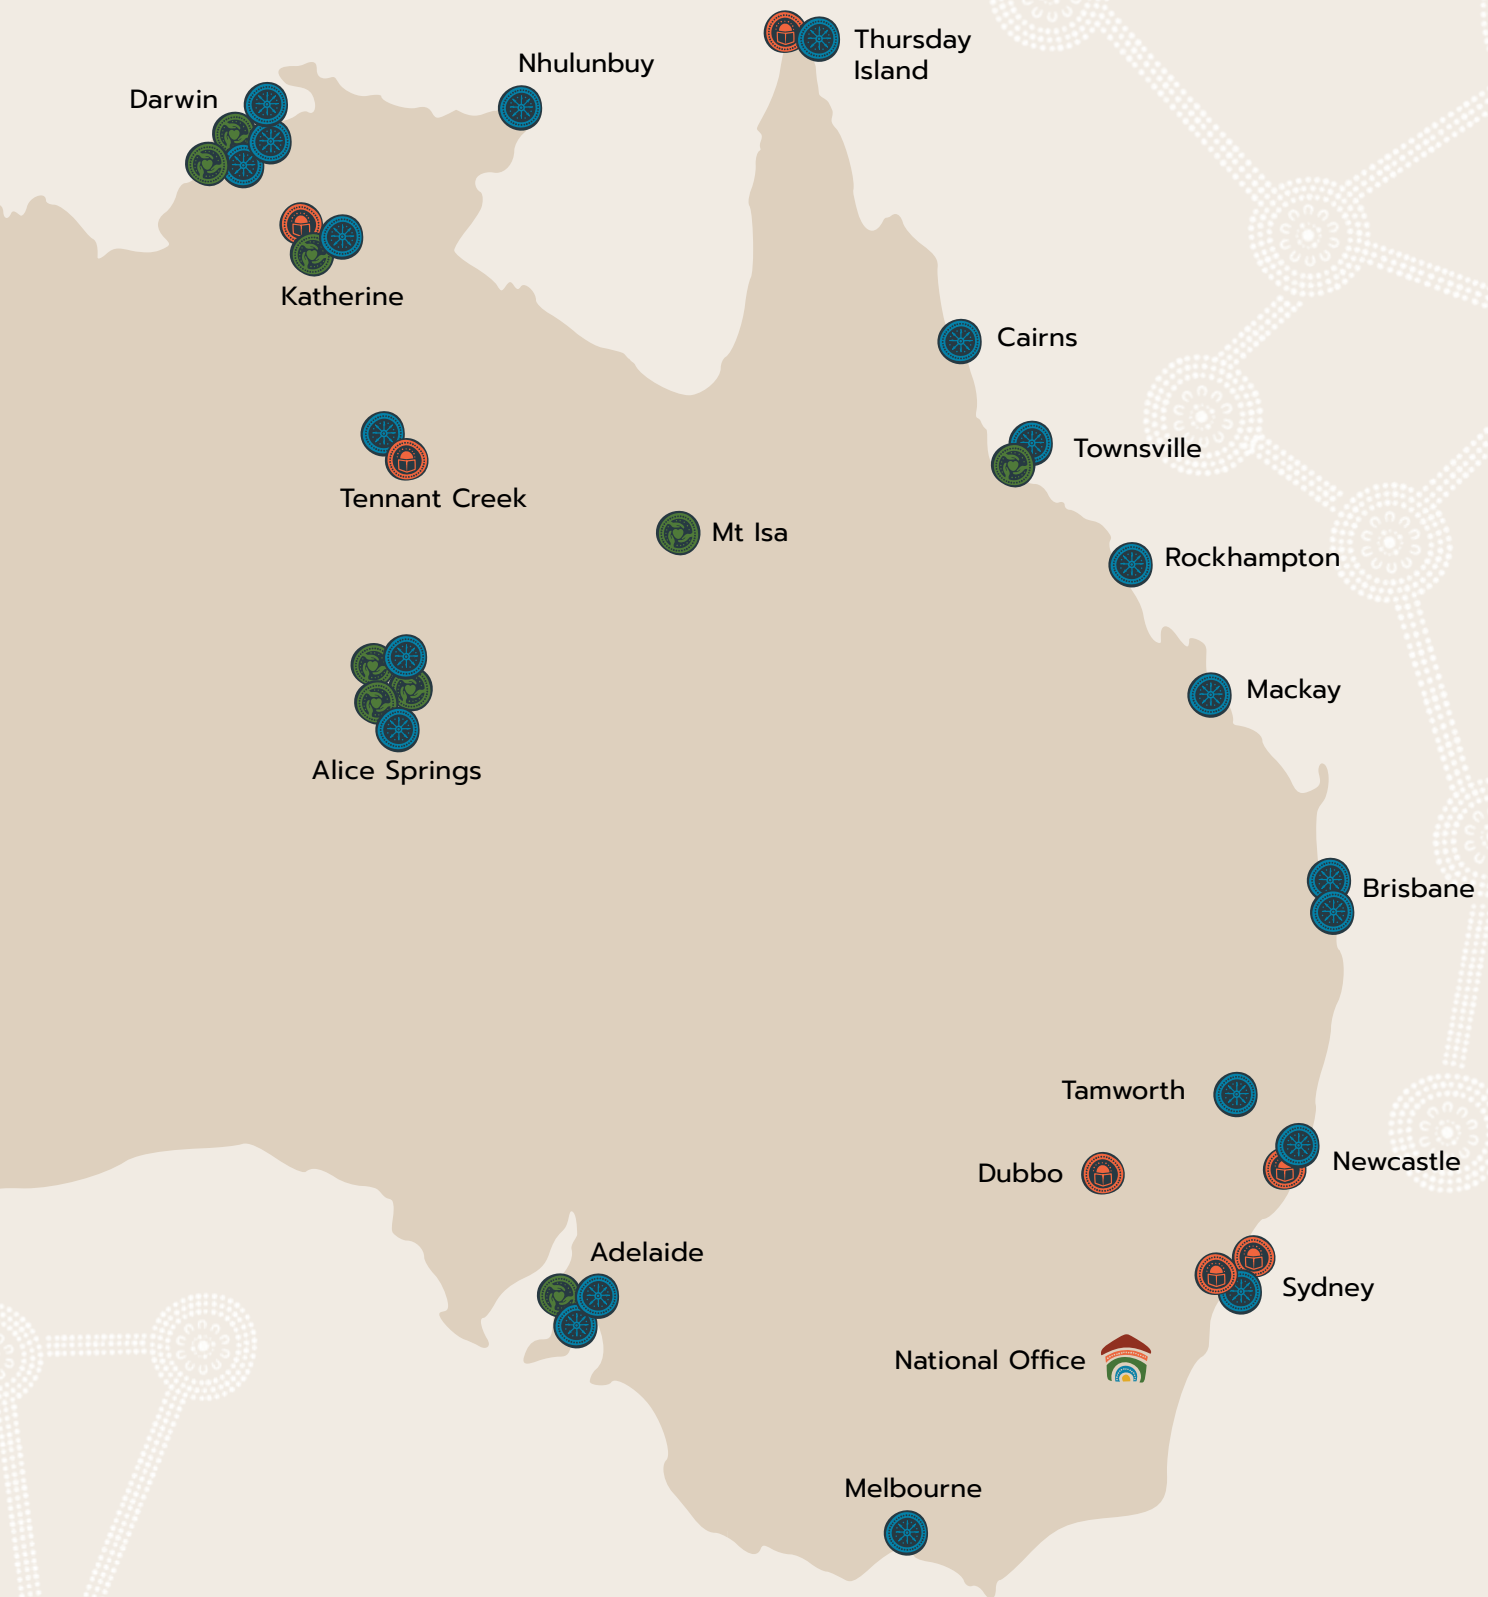 Thursday
Island
Nhulunbuy
Darwin
Katherine
Cairns
Townsville
Tennant Creek
Mt Isa
Rockhampton
Mackay
Alice Springs
Brisbane
Tamworth
Newcastle
Dubbo
Adelaide
Sydney
National Office
Melbourne